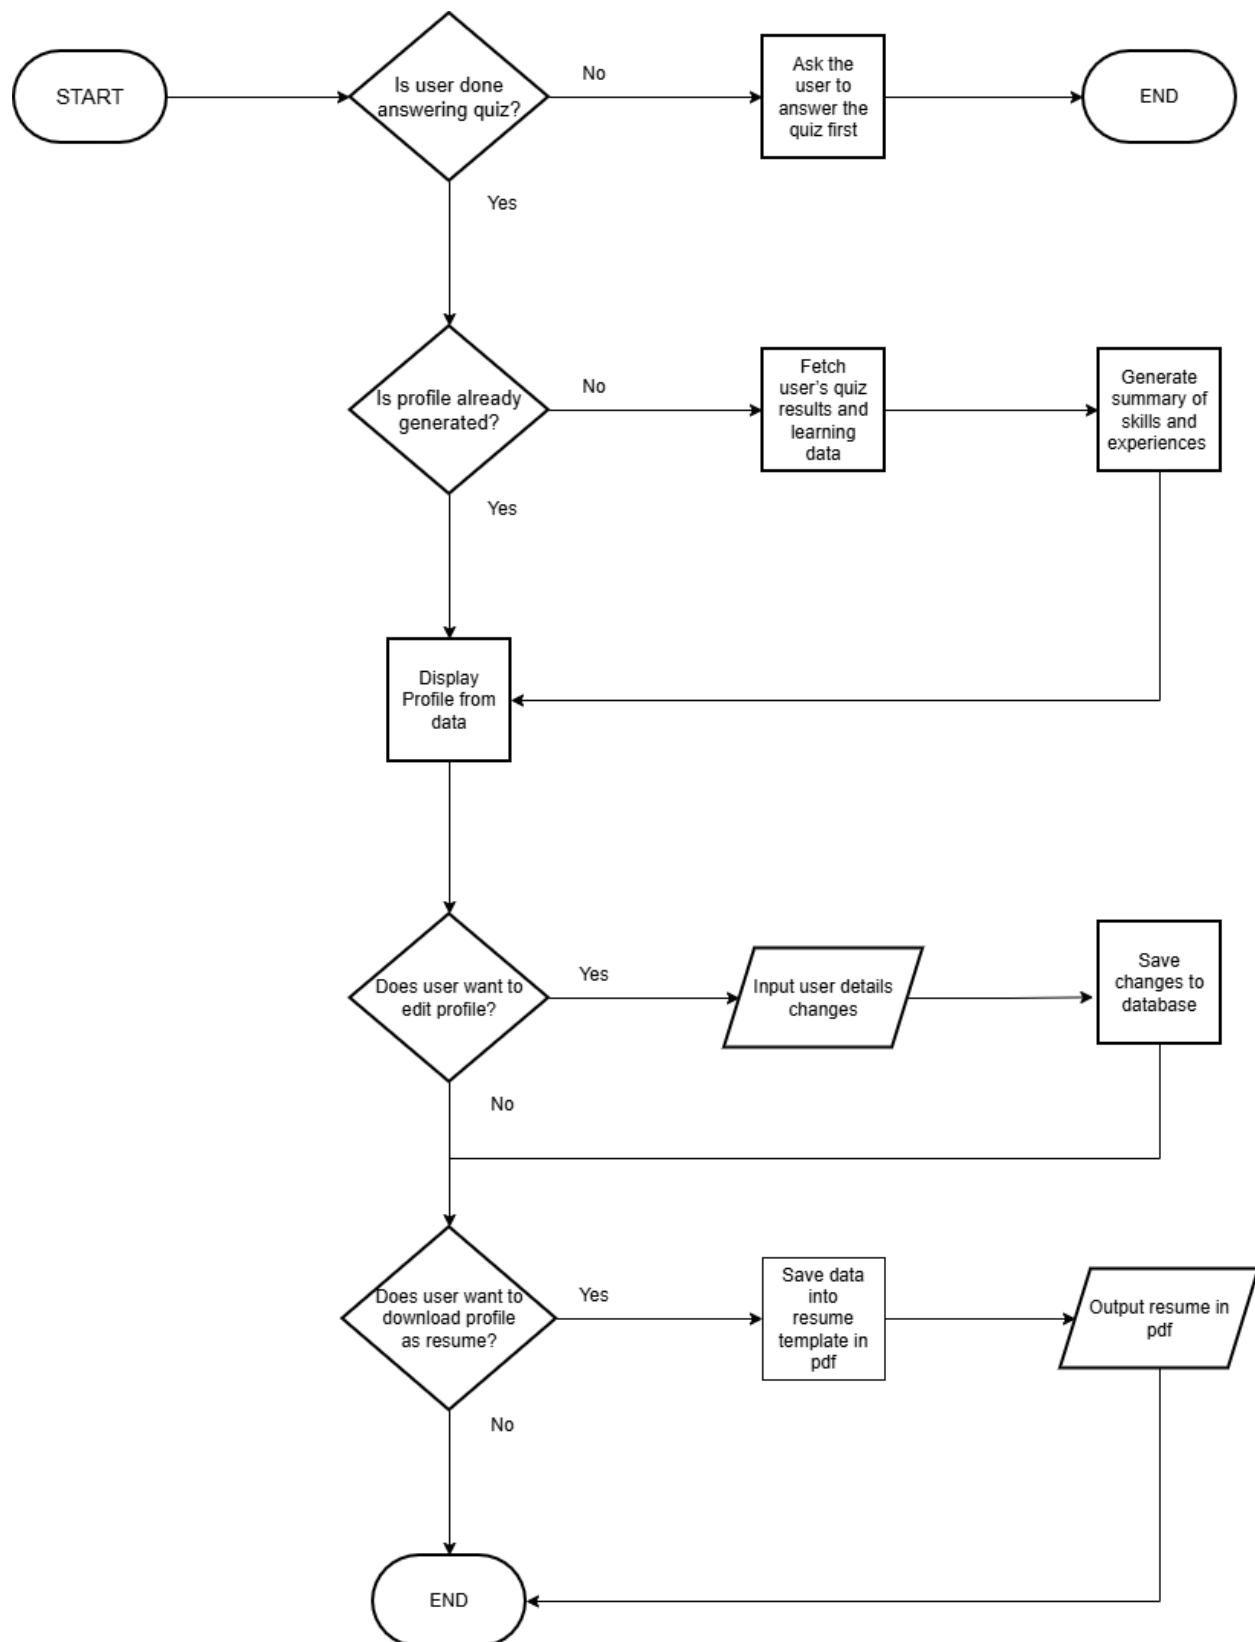 START
Is user done
answering quiz?
No
Ask the
user to
answer the
quiz first
END
Yes
Is profile already
generated?
No
Fetch
user’s quiz
results and
learning
data
Generate
summary of
skills and
experiences
Yes
Display
Profile from
data
Does user want to
edit profile?
Yes
Input user details
changes
Save
changes to
database
No
Does user want to
download profile
as resume?
Yes
Save data
into
resume
template in
pdf
Output resume in
pdf
No
END